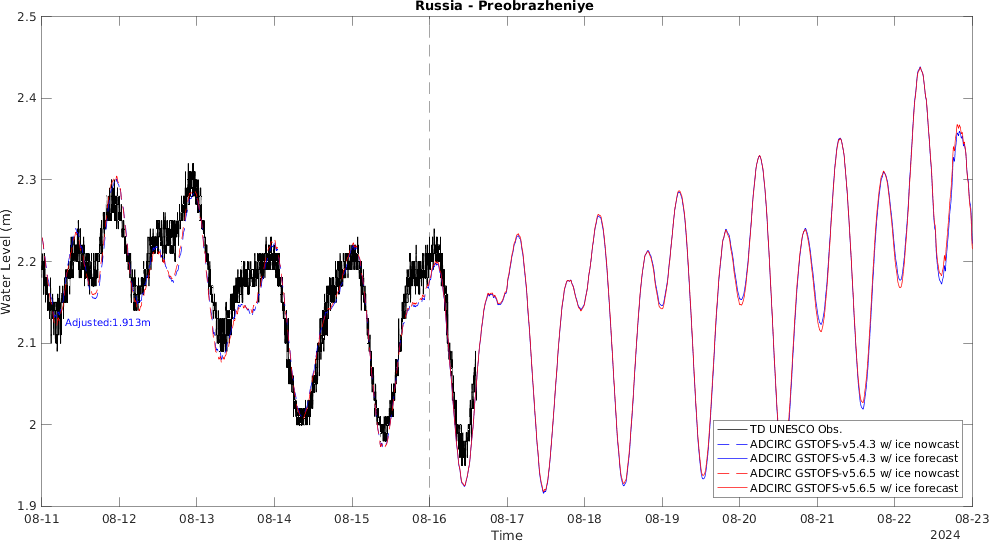 Russia - Preobrazheniye
2.5
2.4
2.3
2.2
2.1
2
1.9
Water Level (m)
Adjusted:1.913m
TD UNESCO Obs.
ADCIRC GSTOFS-v5.4.3 w/ ice nowcast
ADCIRC GSTOFS-v5.4.3 w/ ice forecast
ADCIRC GSTOFS-v5.6.5 w/ ice nowcast
ADCIRC GSTOFS-v5.6.5 w/ ice forecast
08-11 08-12 08-13 08-14 08-15 08-16 08-17 08-18 08-19 08-20 08-21 08-22 08-23
Time
2024